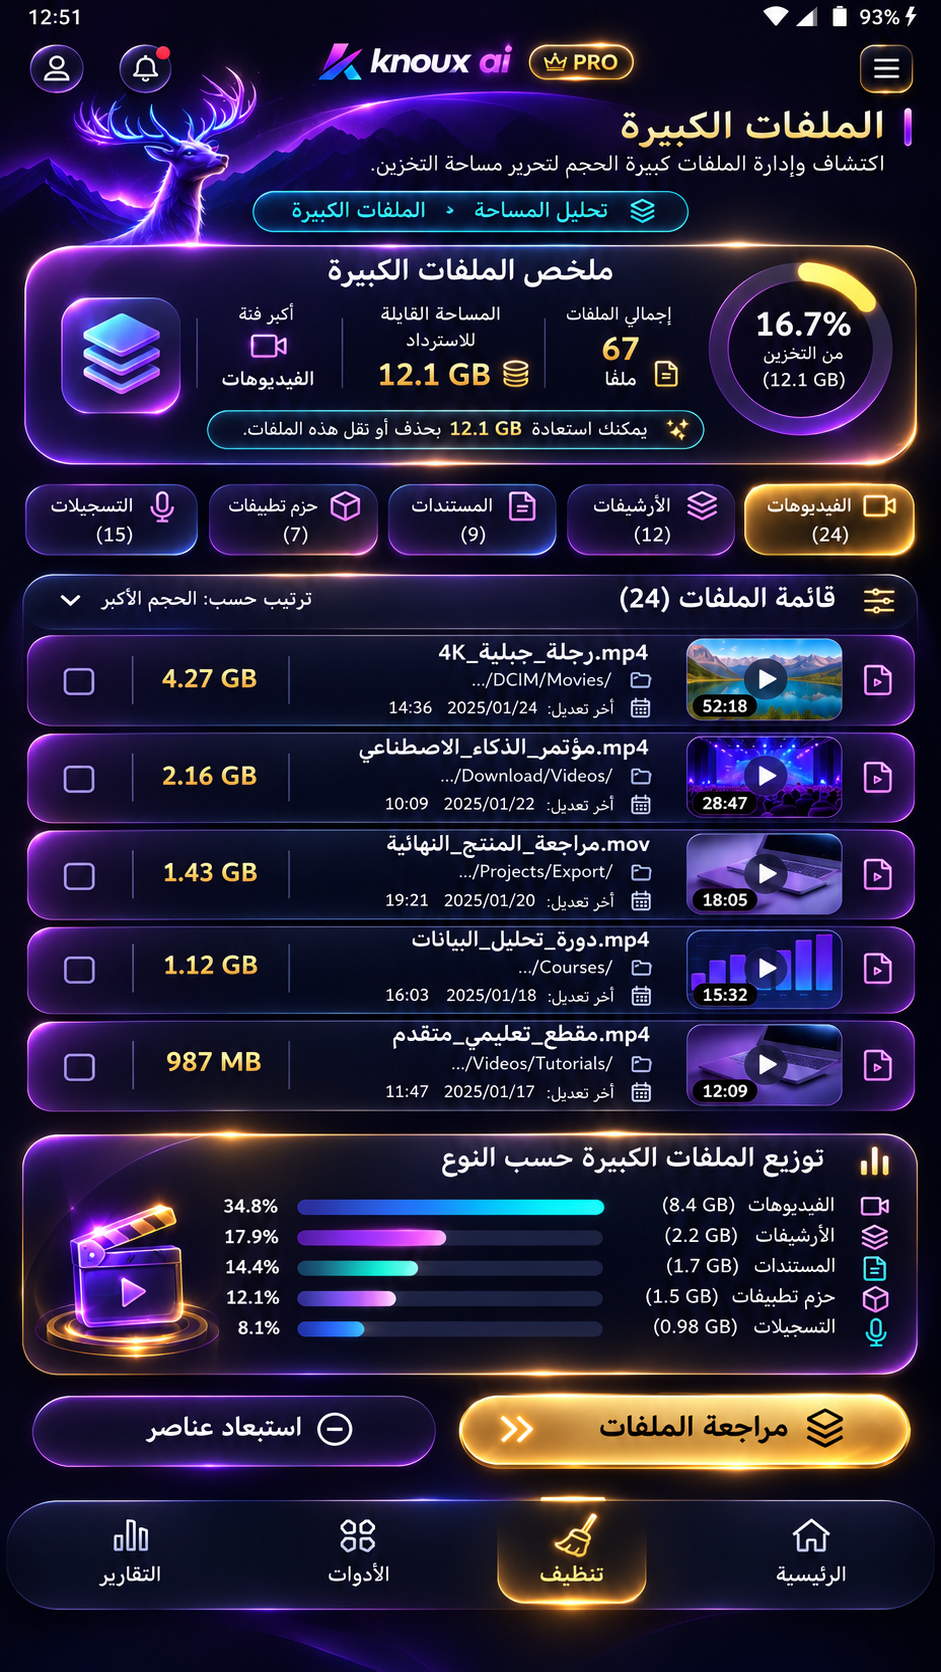 12:51
93%
knoux ai
PRO
الملفات الكبيرة
اكتشاف وإدارة الملفات كبيرة الحجم لتحرير مساحة التخزين.
تحليل المساحة › الملفات الكبيرة
ملخص الملفات الكبيرة
16.7%
من التخزين
(12.1 GB)
إجمالي الملفات
67
ملفًا
المساحة القايلة
للاسترداد
12.1 GB
أكبر فئة
الفيديوهات
يمكنك استعادة 12.1 GB بحذف أو نقل هذه الملفات.
الفيديوهات
(24)
الأرشيفات
(12)
المستندات
(9)
حزم تطبيقات
(7)
التسجيلات
(15)
قائمة الملفات (24)
ترتيب حسب: الحجم الأكبر
رجلة_جبلية_4K.mp4
/DCIM/Movies/...
أخر تعديل: 2025/01/24 14:36
52:18
4.27 GB
مؤتمر_الذكاء_الاصطناعي.mp4
/Download/Videos/...
أخر تعديل: 2025/01/22 10:09
28:47
2.16 GB
مراجعة_المنتج_النهائية.mov
/Projects/Export/...
أخر تعديل: 2025/01/20 19:21
18:05
1.43 GB
دورة_تحليل_البيانات.mp4
/Courses/...
أخر تعديل: 2025/01/18 16:03
15:32
1.12 GB
مقطع_تعليمي_متقدم.mp4
/Videos/Tutorials/...
أخر تعديل: 2025/01/17 11:47
12:09
987 MB
توزيع الملفات الكبيرة حسب النوع
الفيديوهات (8.4 GB) 34.8%
الأرشيفات (2.2 GB) 17.9%
المستندات (1.7 GB) 14.4%
حزم تطبيقات (1.5 GB) 12.1%
التسجيلات (0.98 GB) 8.1%
مراجعة الملفات
استبعاد عناصر
الرئيسية
تنظيف
الأدوات
التقارير